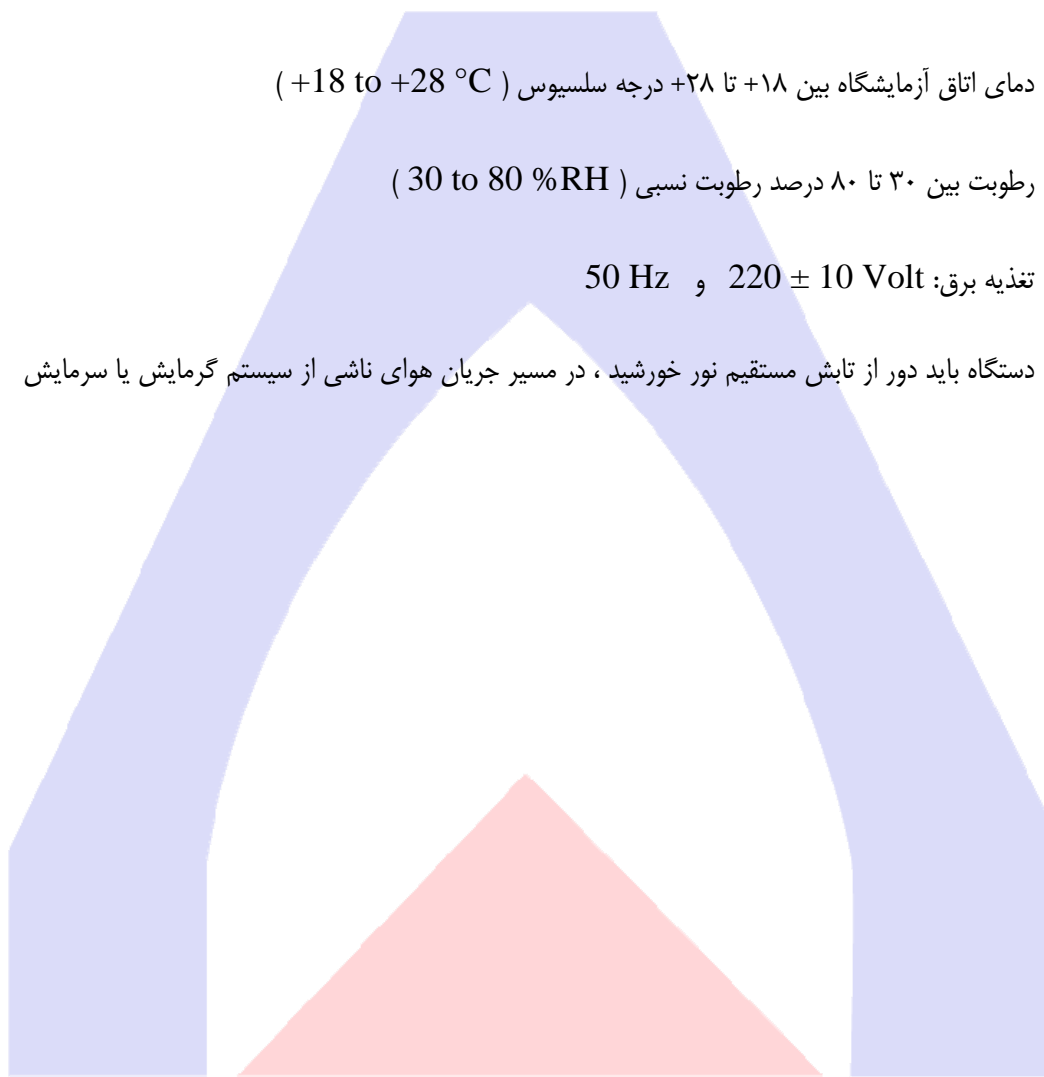 دمای اتاق آزمایشگاه بین ۱۸+ تا ۲۸+ درجه سلسیوس ( +18 to +28 °C )
رطوبت بین ۳۰ تا ۸۰ درصد رطوبت نسبی ( 30 to 80 %RH )
تغذیه برق: 220 ± 10 Volt و 50 Hz
دستگاه باید دور از تابش مستقیم نور خورشید ، در مسیر جریان هوای ناشی از سیستم گرمایش یا سرمایش